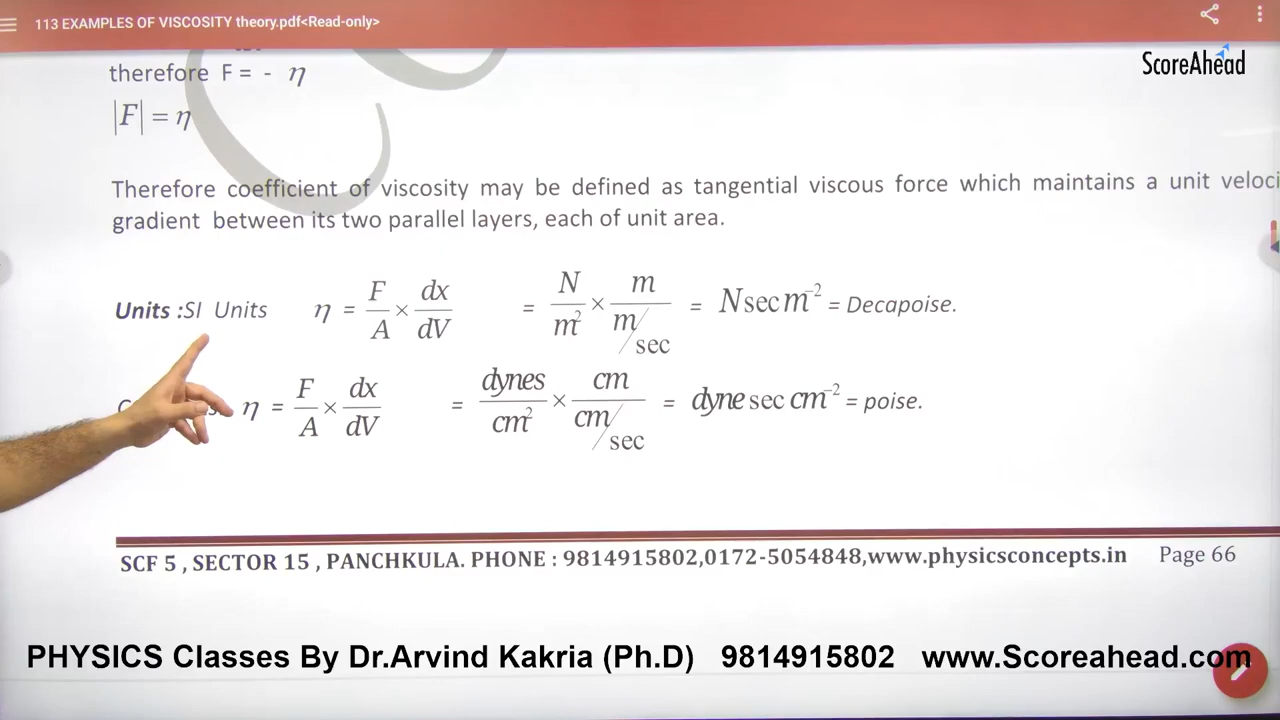 113 EXAMPLES OF VISCOSITY theory.pdf<Read-only>
ScoreAhead
therefore F = - η
|F| = η
Therefore coefficient of viscosity may be defined as tangential viscous force which maintains a unit veloci
gradient between its two parallel layers, each of unit area.
Units :SI Units η = F/A × dx/dV = N/m² × m/(m/sec) = N sec m⁻² = Decapoise.
η = F/A × dx/dV = dynes/cm² × cm/(cm/sec) = dyne sec cm⁻² = poise.
SCF 5 , SECTOR 15 , PANCHKULA. PHONE : 9814915802,0172-5054848,www.physicsconcepts.in Page 66
PHYSICS Classes By Dr.Arvind Kakria (Ph.D) 9814915802 www.Scoreahead.com